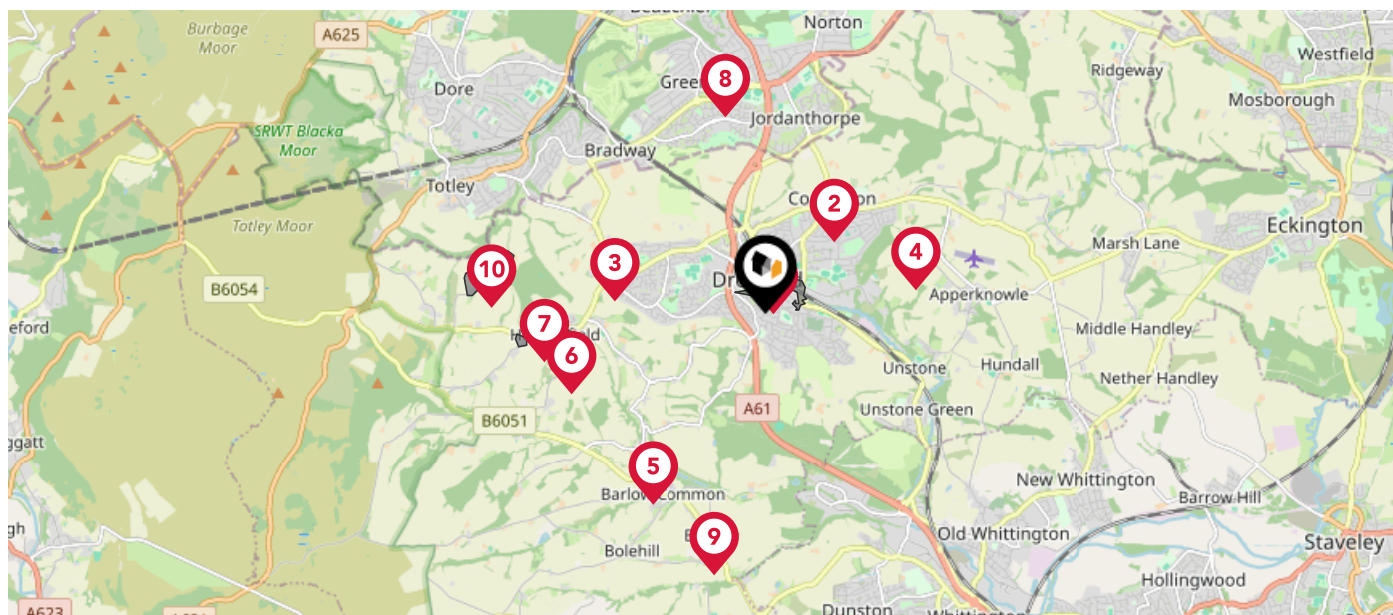 Norton
Burbage
Moor
A625
Westfield
Ridgeway
8
Dore
Mosborough
Jordanthorpe
SRWT Blacka
Moor
Bradway
Totley
2
Totley Moor
Eckington
Marsh Lane
4
3
10
B6054
Apperknowle
7
Middle Handley
6
Unstone
Hundall
Nether Handley
A61
Unstone Green
B6051
5
New Whittington
Barlow Common
Barrow Hill
9
Old Whittington
Bolehill
Staveley
Hollingwood
A623
Dunston